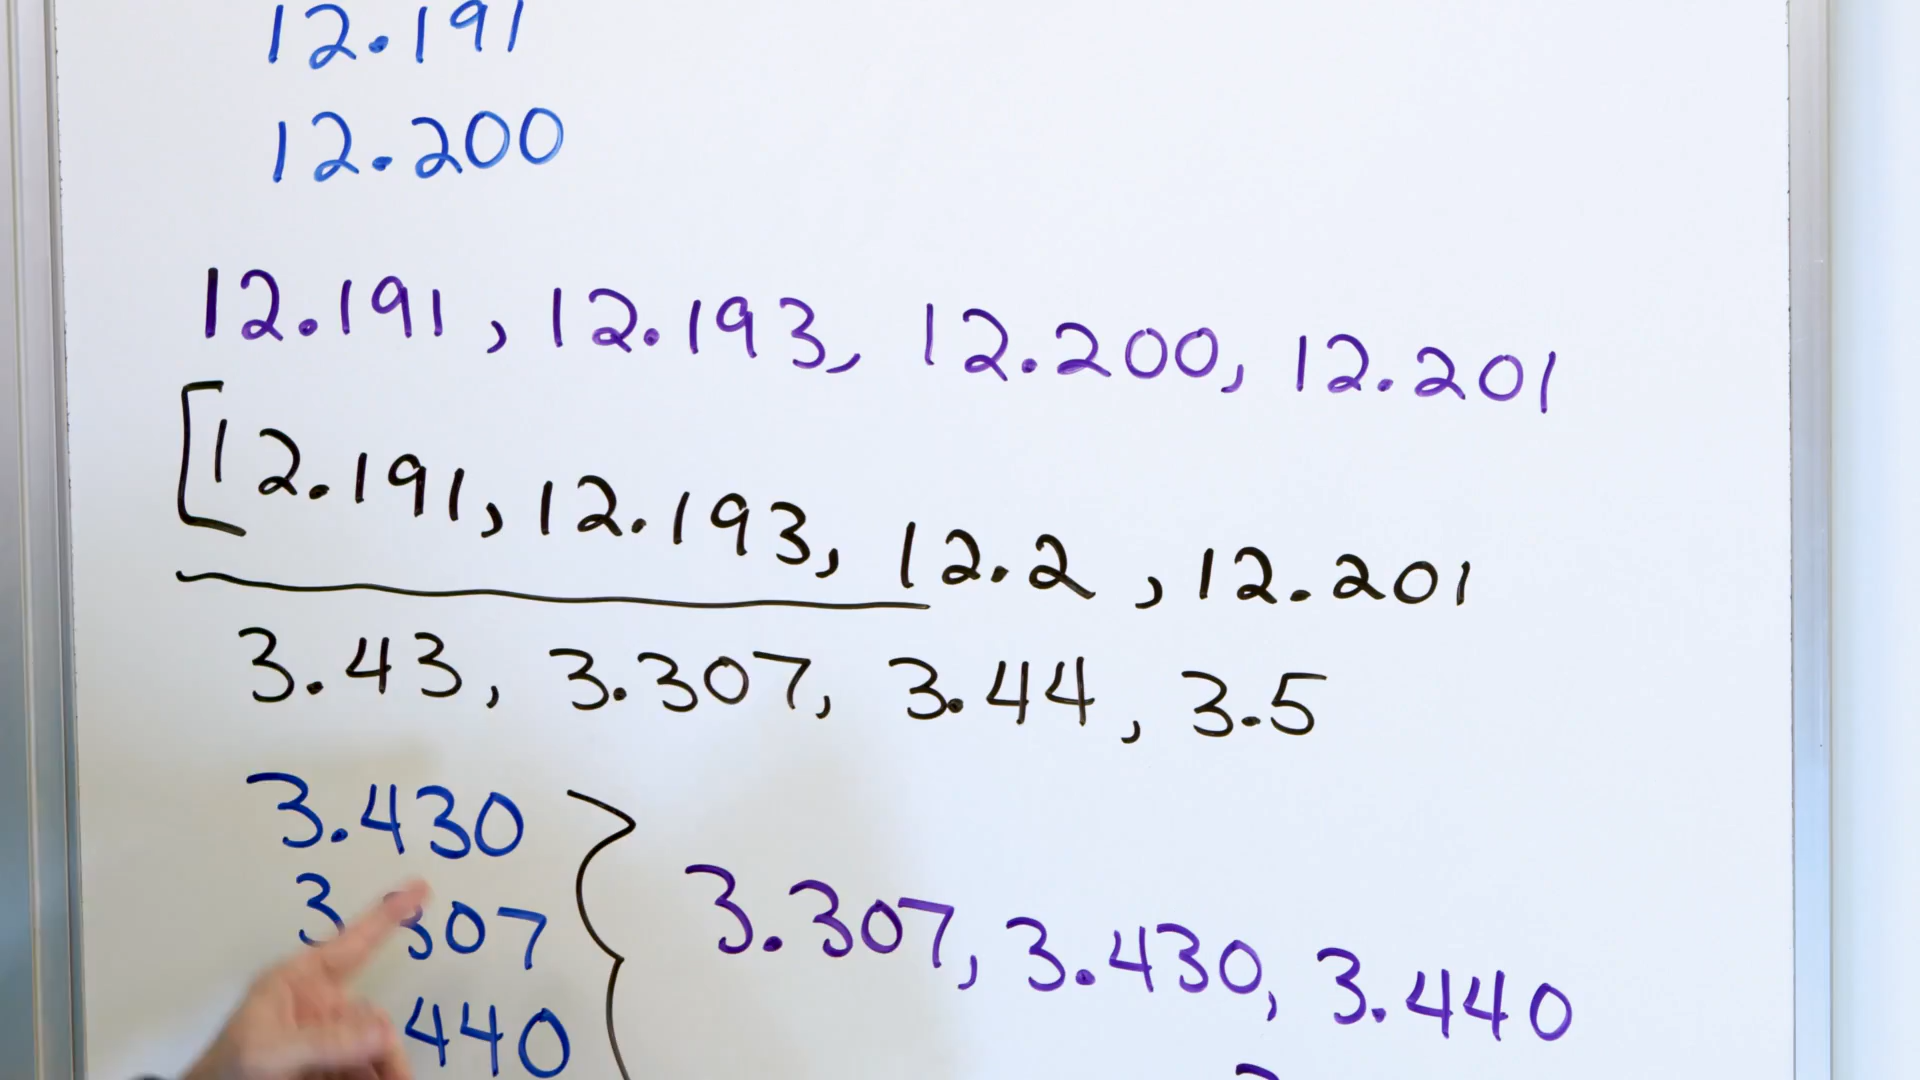 12.191
12.200
12.191, 12.193, 12.200, 12.201
[12.191, 12.193, 12.2, 12.201
3.43, 3.307, 3.44, 3.5
3.430
3.307
3.307, 3.430, 3.440
440